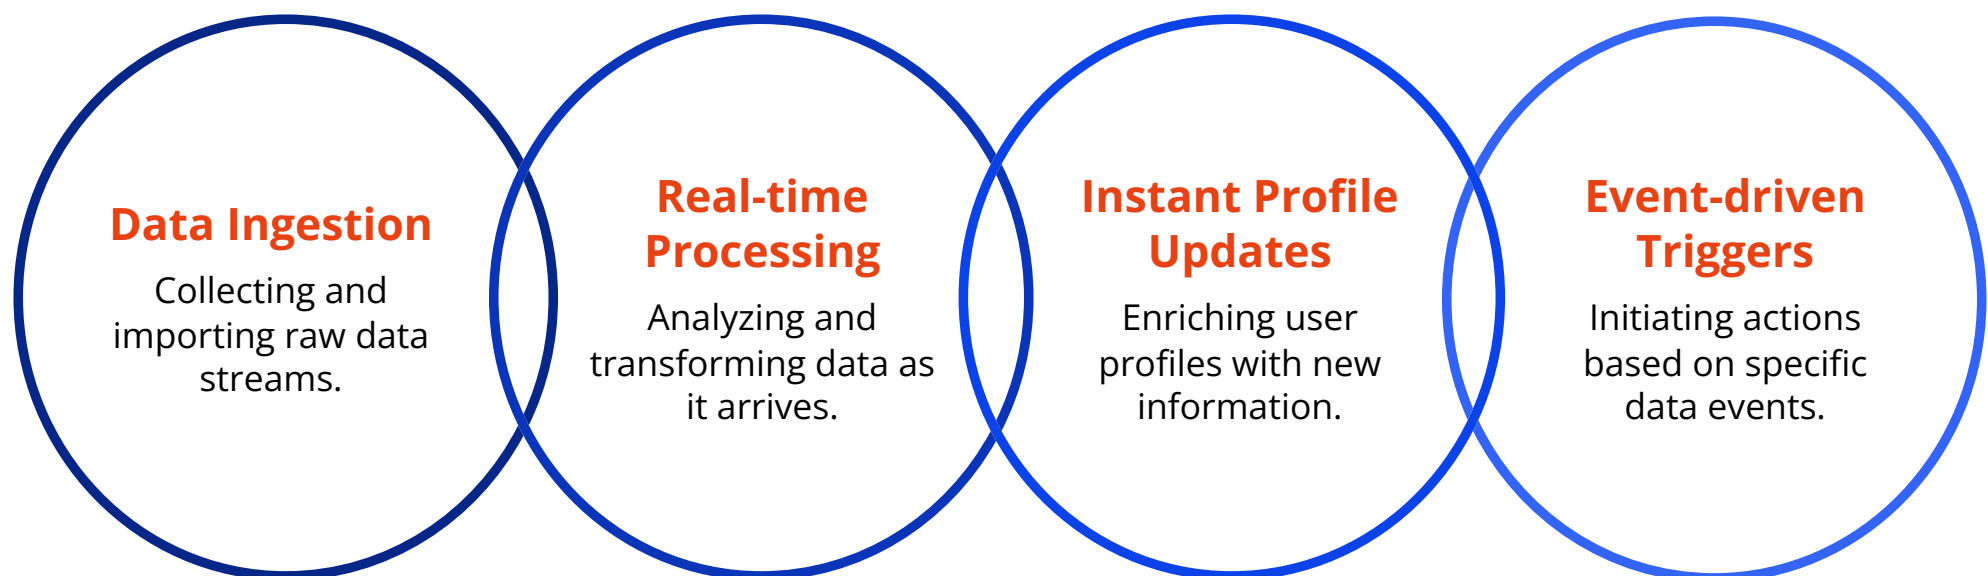 Data Ingestion
Collecting and
importing raw data
streams.
Real-time
Processing
Analyzing and
transforming data as
it arrives.
Instant Profile
Updates
Enriching user
profiles with new
information.
Event-driven
Triggers
Initiating actions
based on specific
data events.